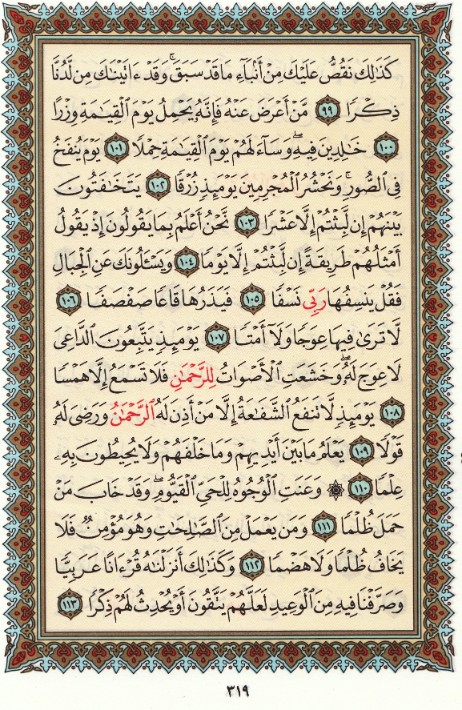 كَذَٰلِكَ نَقُصُّ عَلَيْكَ مِنْ أَنۢبَآءِ مَا قَدْ سَبَقَ ۚ وَقَدْ ءَاتَيْنَٰكَ مِن لَّدُنَّا
ذِكْرًا ٩٩ مَّنْ أَعْرَضَ عَنْهُ فَإِنَّهُۥ يَحْمِلُ يَوْمَ ٱلْقِيَٰمَةِ وِزْرًا
١٠٠ خَٰلِدِينَ فِيهِ ۖ وَسَآءَ لَهُمْ يَوْمَ ٱلْقِيَٰمَةِ حِمْلًا ١٠١ يَوْمَ يُنفَخُ
فِى ٱلصُّورِ ۚ وَنَحْشُرُ ٱلْمُجْرِمِينَ يَوْمَئِذٍ زُرْقًا ١٠٢ يَتَخَٰفَتُونَ
بَيْنَهُمْ إِن لَّبِثْتُمْ إِلَّا عَشْرًا ١٠٣ نَّحْنُ أَعْلَمُ بِمَا يَقُولُونَ إِذْ يَقُولُ
أَمْثَلُهُمْ طَرِيقَةً إِن لَّبِثْتُمْ إِلَّا يَوْمًا ١٠٤ وَيَسْـَٔلُونَكَ عَنِ ٱلْجِبَالِ
فَقُلْ يَنسِفُهَا رَبِّى نَسْفًا ١٠٥ فَيَذَرُهَا قَاعًا صَفْصَفًا ١٠٦
لَّا تَرَىٰ فِيهَا عِوَجًا وَلَآ أَمْتًا ١٠٧ يَوْمَئِذٍ يَتَّبِعُونَ ٱلدَّاعِىَ
لَا عِوَجَ لَهُۥ ۖ وَخَشَعَتِ ٱلْأَصْوَاتُ لِلرَّحْمَٰنِ فَلَا تَسْمَعُ إِلَّا هَمْسًا
١٠٨ يَوْمَئِذٍ لَّا تَنفَعُ ٱلشَّفَٰعَةُ إِلَّا مَنْ أَذِنَ لَهُ ٱلرَّحْمَٰنُ وَرَضِىَ لَهُۥ
قَوْلًا ١٠٩ يَعْلَمُ مَا بَيْنَ أَيْدِيهِمْ وَمَا خَلْفَهُمْ وَلَا يُحِيطُونَ بِهِۦ
عِلْمًا ١١٠ ۞ وَعَنَتِ ٱلْوُجُوهُ لِلْحَىِّ ٱلْقَيُّومِ ۖ وَقَدْ خَابَ مَنْ
حَمَلَ ظُلْمًا ١١١ وَمَن يَعْمَلْ مِنَ ٱلصَّٰلِحَٰتِ وَهُوَ مُؤْمِنٌ فَلَا
يَخَافُ ظُلْمًا وَلَا هَضْمًا ١١٢ وَكَذَٰلِكَ أَنزَلْنَٰهُ قُرْءَانًا عَرَبِيًّا
وَصَرَّفْنَا فِيهِ مِنَ ٱلْوَعِيدِ لَعَلَّهُمْ يَتَّقُونَ أَوْ يُحْدِثُ لَهُمْ ذِكْرًا ١١٣
٣١٩